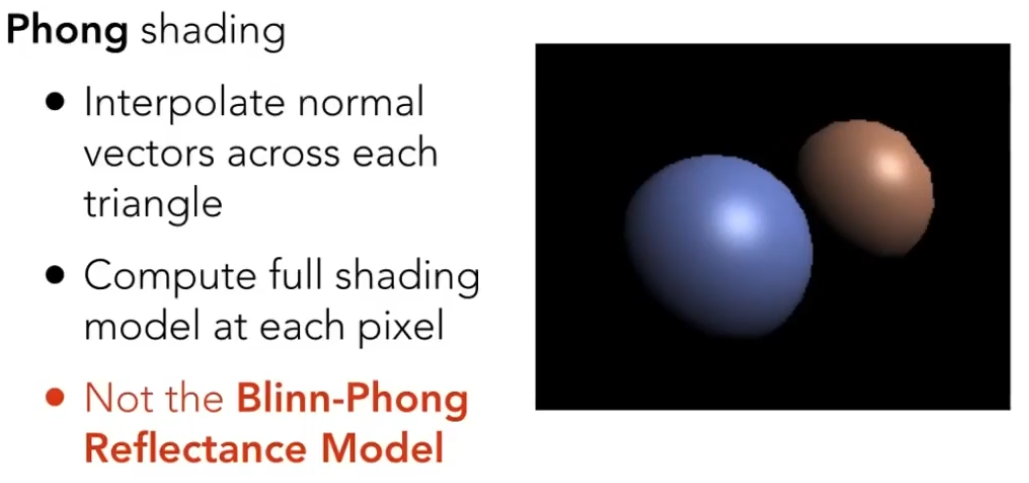 Phong shading
• Interpolate normal
vectors across each
triangle
• Compute full shading
model at each pixel
• Not the Blinn-Phong
Reflectance Model